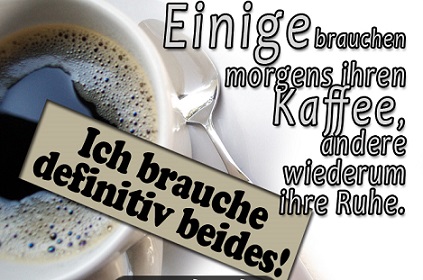 Einige brauchen
morgens ihren
Kaffee,
andere
wiederum
ihre Ruhe.
Ich brauche
definitiv beides!